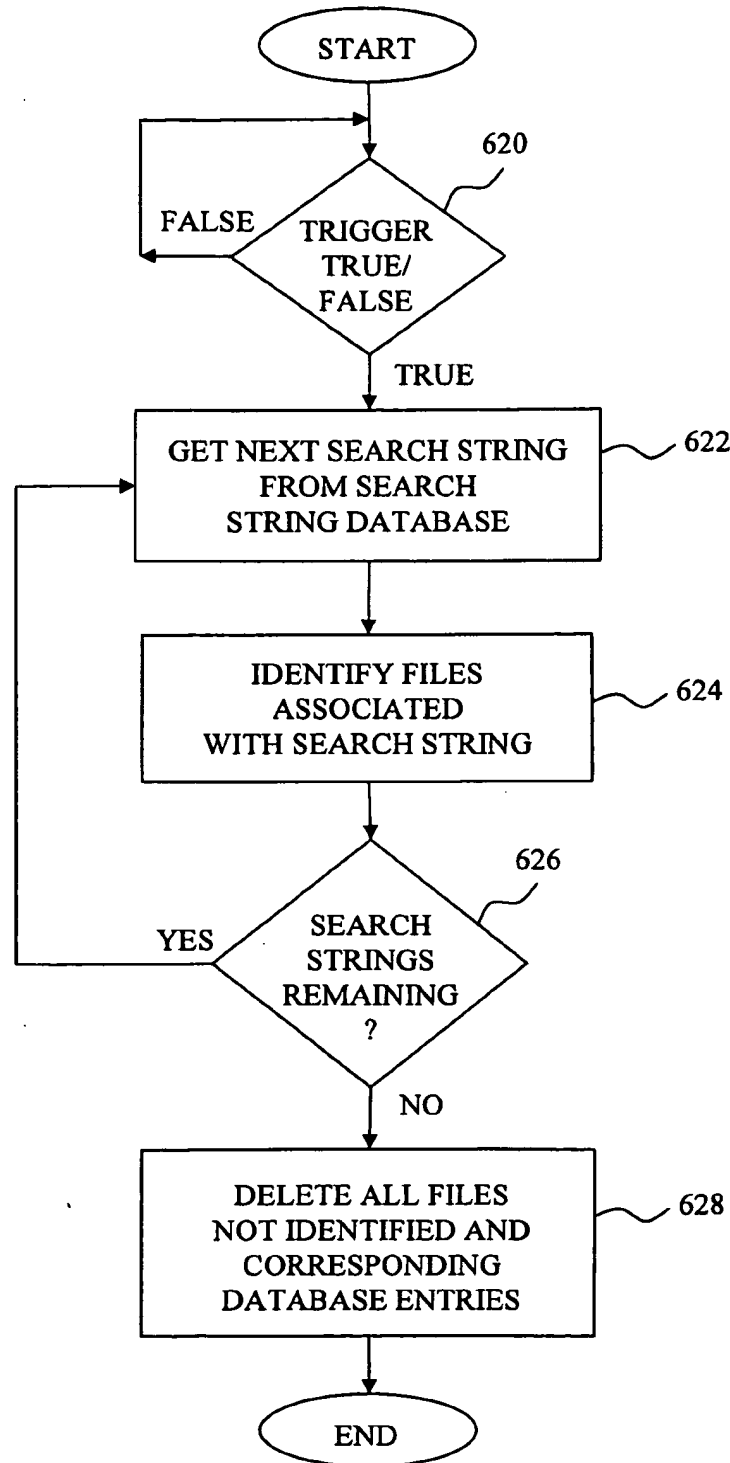 START
620
FALSE
TRIGGER
TRUE/
FALSE
TRUE
GET NEXT SEARCH STRING
FROM SEARCH
STRING DATABASE
622
IDENTIFY FILES
ASSOCIATED
WITH SEARCH STRING
624
626
YES
SEARCH
STRINGS
REMAINING
?
NO
DELETE ALL FILES
NOT IDENTIFIED AND
CORRESPONDING
DATABASE ENTRIES
628
END